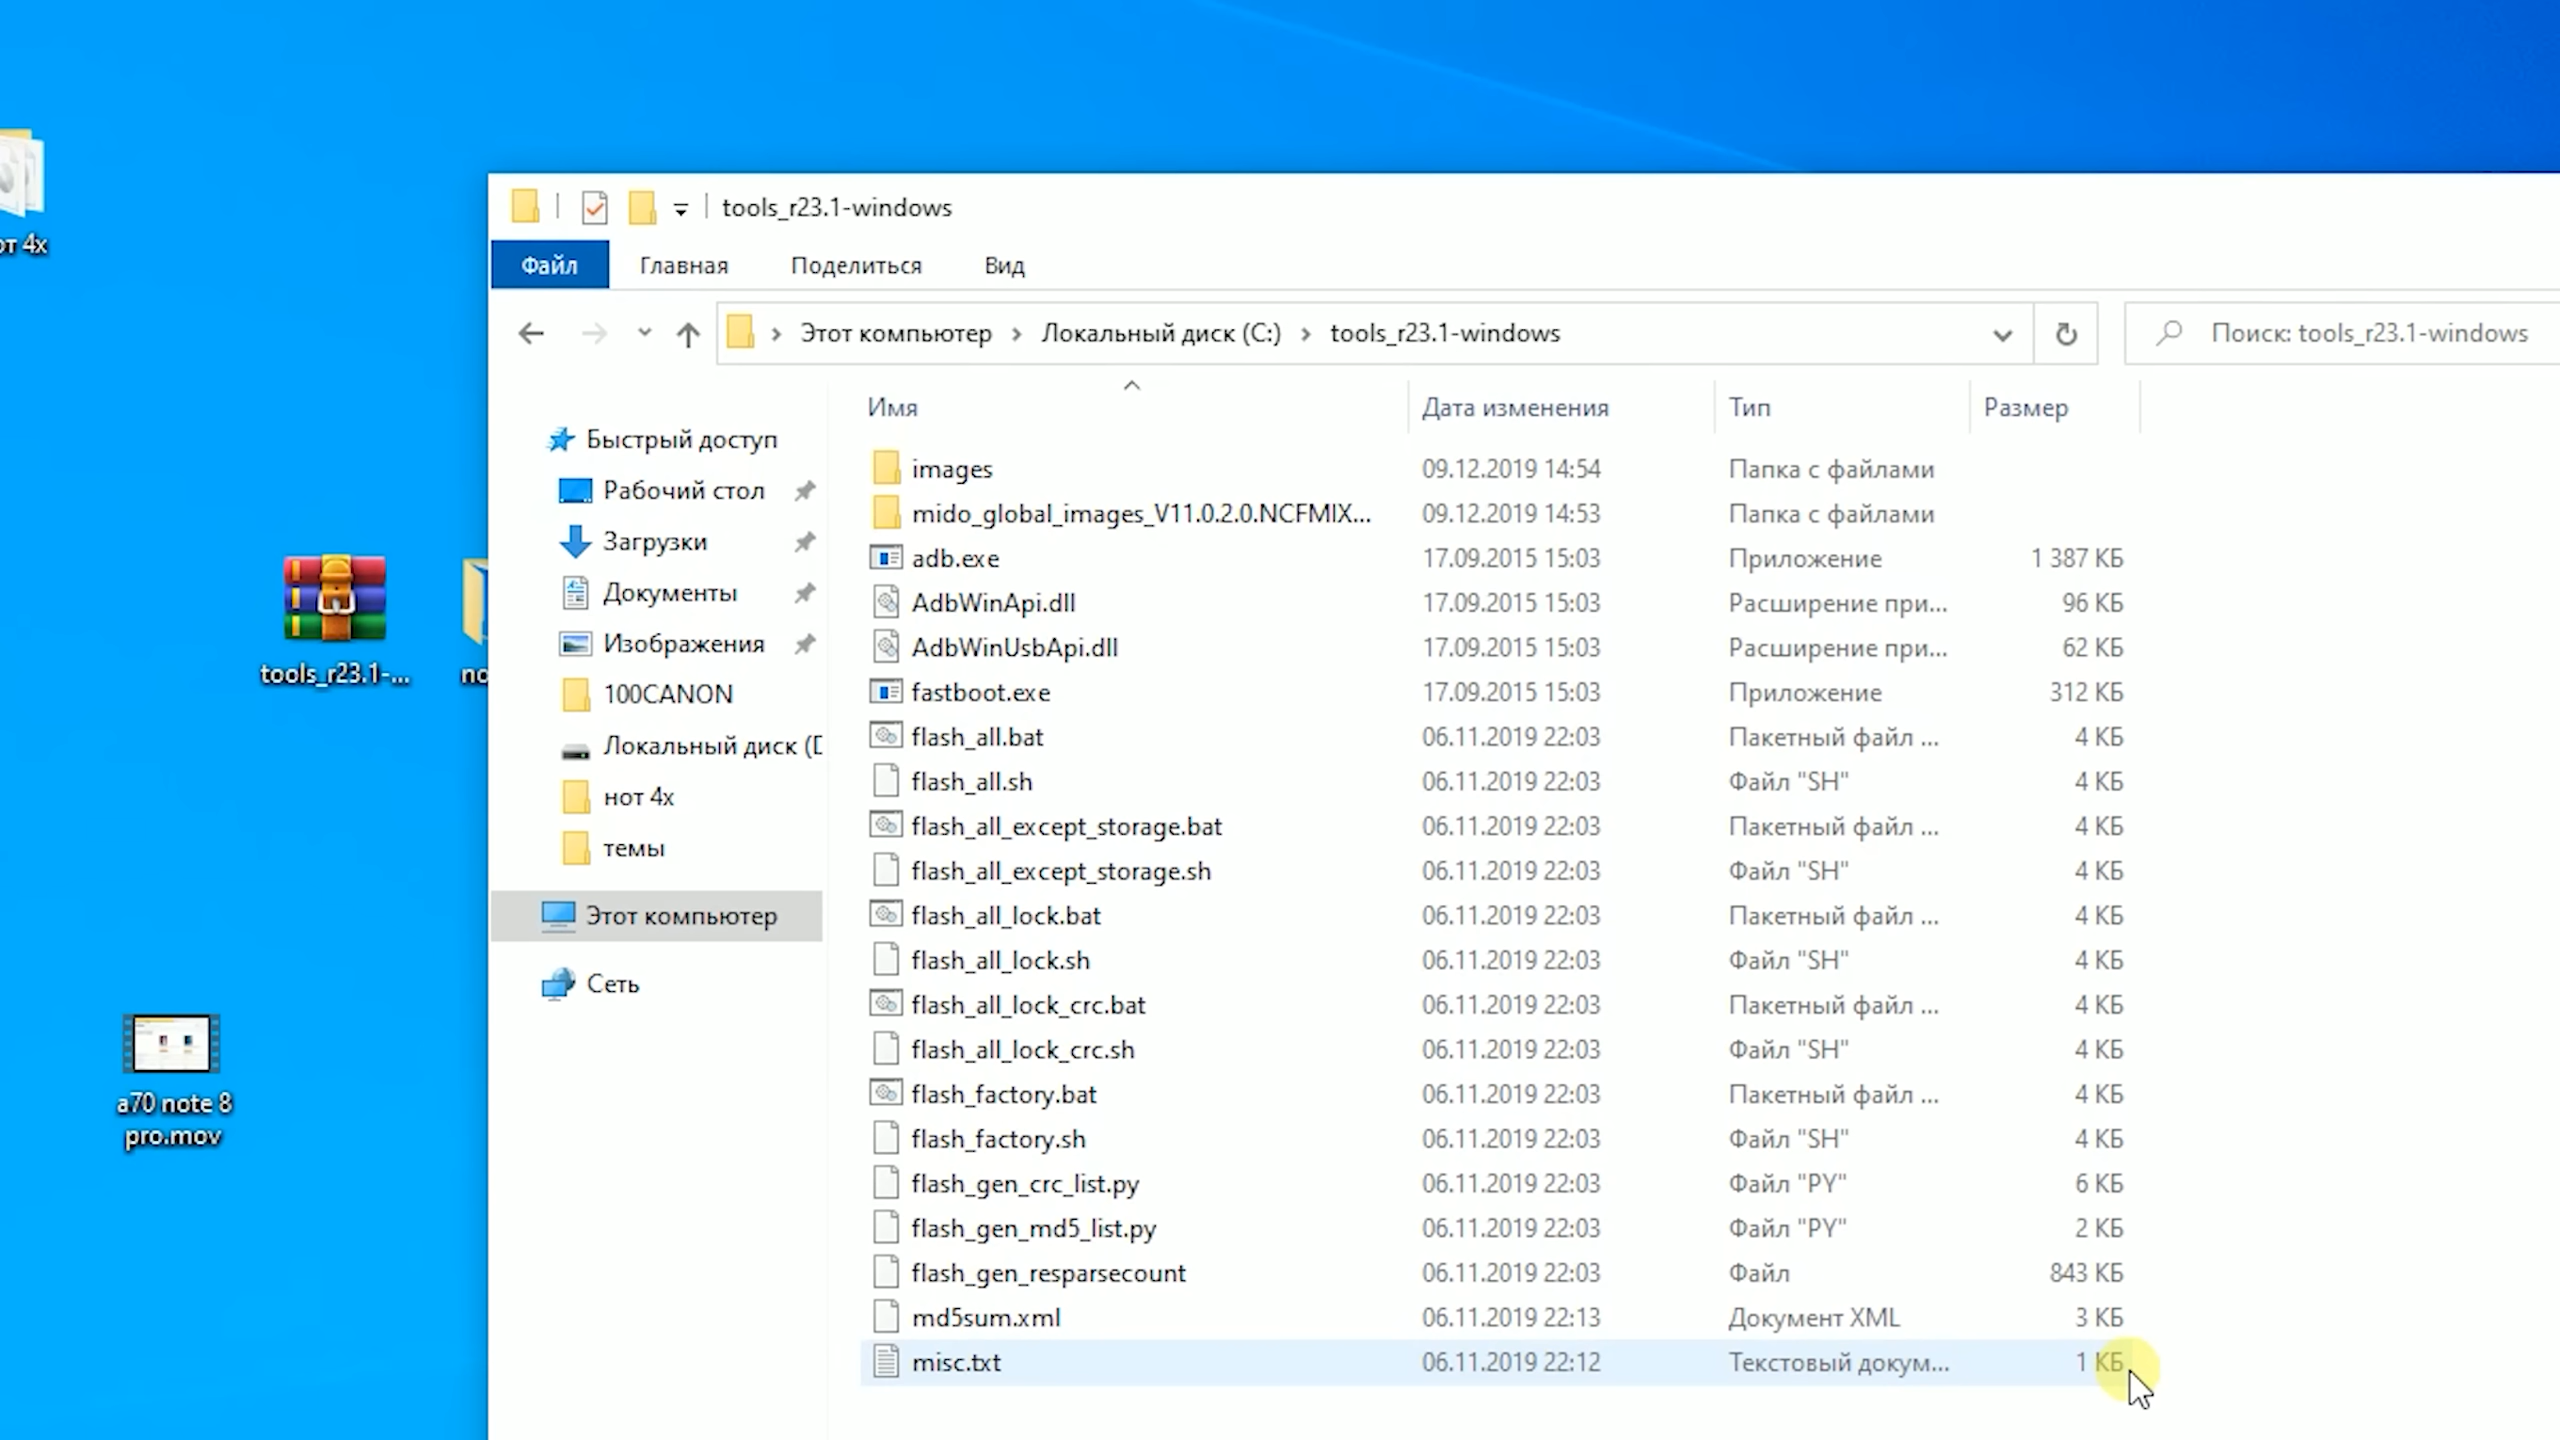 от 4x
tools_r23.1-...
no
a70 note 8
pro.mov
tools_r23.1-windows
Файл Главная Поделиться Вид
Этот компьютер › Локальный диск (C:) › tools_r23.1-windows
Поиск: tools_r23.1-windows
Быстрый доступ
Рабочий стол
Загрузки
Документы
Изображения
100CANON
Локальный диск (D
нот 4x
темы
Этот компьютер
Сеть
Имя Дата изменения Тип Размер
images 09.12.2019 14:54 Папка с файлами
mido_global_images_V11.0.2.0.NCFMIX... 09.12.2019 14:53 Папка с файлами
adb.exe 17.09.2015 15:03 Приложение 1 387 КБ
AdbWinApi.dll 17.09.2015 15:03 Расширение при... 96 КБ
AdbWinUsbApi.dll 17.09.2015 15:03 Расширение при... 62 КБ
fastboot.exe 17.09.2015 15:03 Приложение 312 КБ
flash_all.bat 06.11.2019 22:03 Пакетный файл ... 4 КБ
flash_all.sh 06.11.2019 22:03 Файл "SH" 4 КБ
flash_all_except_storage.bat 06.11.2019 22:03 Пакетный файл ... 4 КБ
flash_all_except_storage.sh 06.11.2019 22:03 Файл "SH" 4 КБ
flash_all_lock.bat 06.11.2019 22:03 Пакетный файл ... 4 КБ
flash_all_lock.sh 06.11.2019 22:03 Файл "SH" 4 КБ
flash_all_lock_crc.bat 06.11.2019 22:03 Пакетный файл ... 4 КБ
flash_all_lock_crc.sh 06.11.2019 22:03 Файл "SH" 4 КБ
flash_factory.bat 06.11.2019 22:03 Пакетный файл ... 4 КБ
flash_factory.sh 06.11.2019 22:03 Файл "SH" 4 КБ
flash_gen_crc_list.py 06.11.2019 22:03 Файл "PY" 6 КБ
flash_gen_md5_list.py 06.11.2019 22:03 Файл "PY" 2 КБ
flash_gen_resparsecount 06.11.2019 22:03 Файл 843 КБ
md5sum.xml 06.11.2019 22:13 Документ XML 3 КБ
misc.txt 06.11.2019 22:12 Текстовый докум... 1 КБ